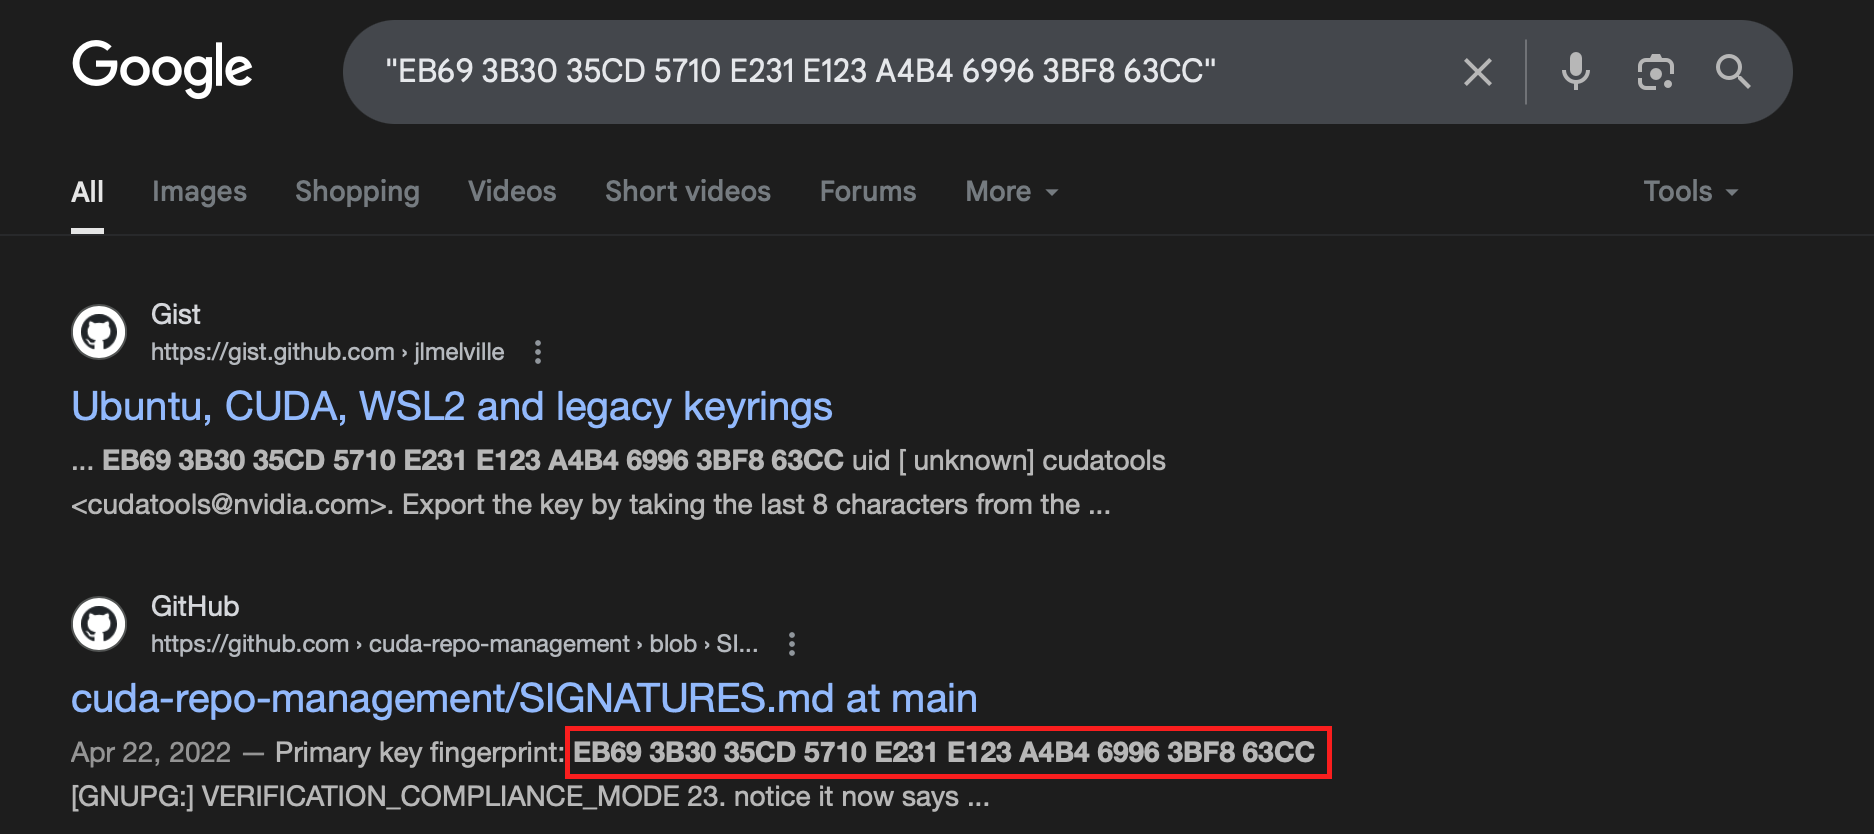 Google
"EB69 3B30 35CD 5710 E231 E123 A4B4 6996 3BF8 63CC"
All Images Shopping Videos Short videos Forums More Tools
Gist
https://gist.github.com › jlmelville
Ubuntu, CUDA, WSL2 and legacy keyrings
... EB69 3B30 35CD 5710 E231 E123 A4B4 6996 3BF8 63CC uid [ unknown] cudatools
<cudatools@nvidia.com>. Export the key by taking the last 8 characters from the ...
GitHub
https://github.com › cuda-repo-management › blob › SI...
cuda-repo-management/SIGNATURES.md at main
Apr 22, 2022 — Primary key fingerprint: EB69 3B30 35CD 5710 E231 E123 A4B4 6996 3BF8 63CC
[GNUPG:] VERIFICATION_COMPLIANCE_MODE 23. notice it now says ...